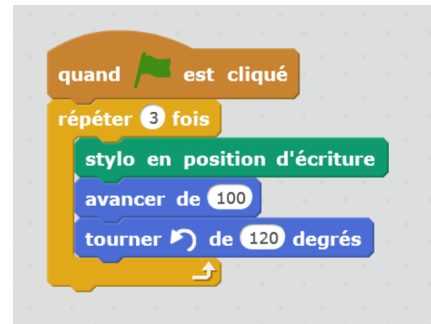 quand est cliqué
répéter 3 fois
stylo en position d'écriture
avancer de 100
tourner de 120 degrés